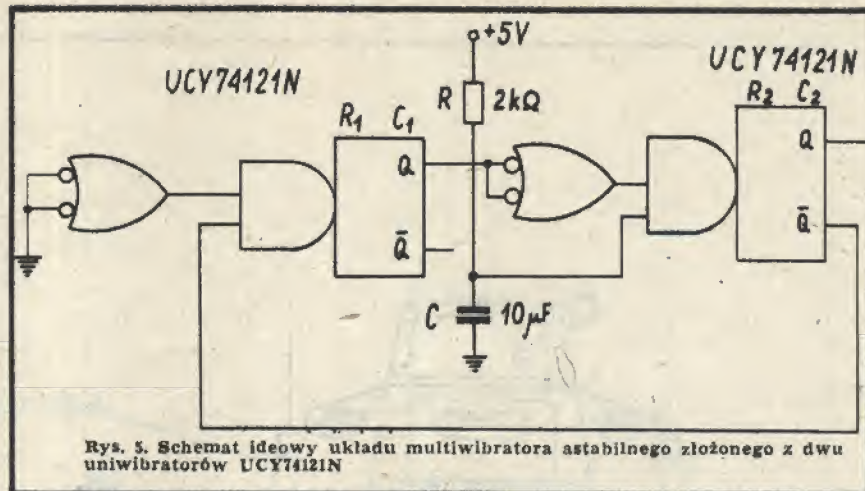 +5V
UCY74121N
UCY74121N
R 2kΩ
R₁ C₁
R₂ C₂
Q
Q
Q̅
Q̅
C 10µF
Rys. 5. Schemat ideowy układu multiwibratora astabilnego złożonego z dwu
uniwibratorów UCY74121N